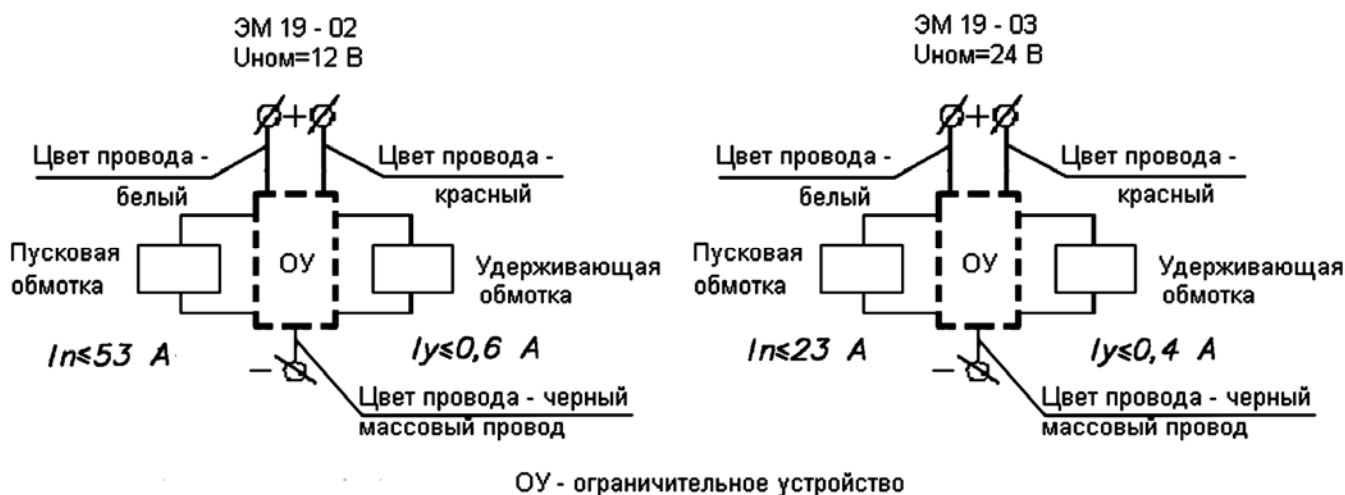 ЭМ 19 - 02
Uном=12 В
+
Цвет провода -
белый
Цвет провода -
красный
Пусковая
обмотка
ОУ
Удерживающая
обмотка
Iп≤53 А
Iу≤0,6 А
–
Цвет провода - черный
массовый провод
ЭМ 19 - 03
Uном=24 В
+
Цвет провода -
белый
Цвет провода -
красный
Пусковая
обмотка
ОУ
Удерживающая
обмотка
Iп≤23 А
Iу≤0,4 А
–
Цвет провода - черный
массовый провод
ОУ - ограничительное устройство